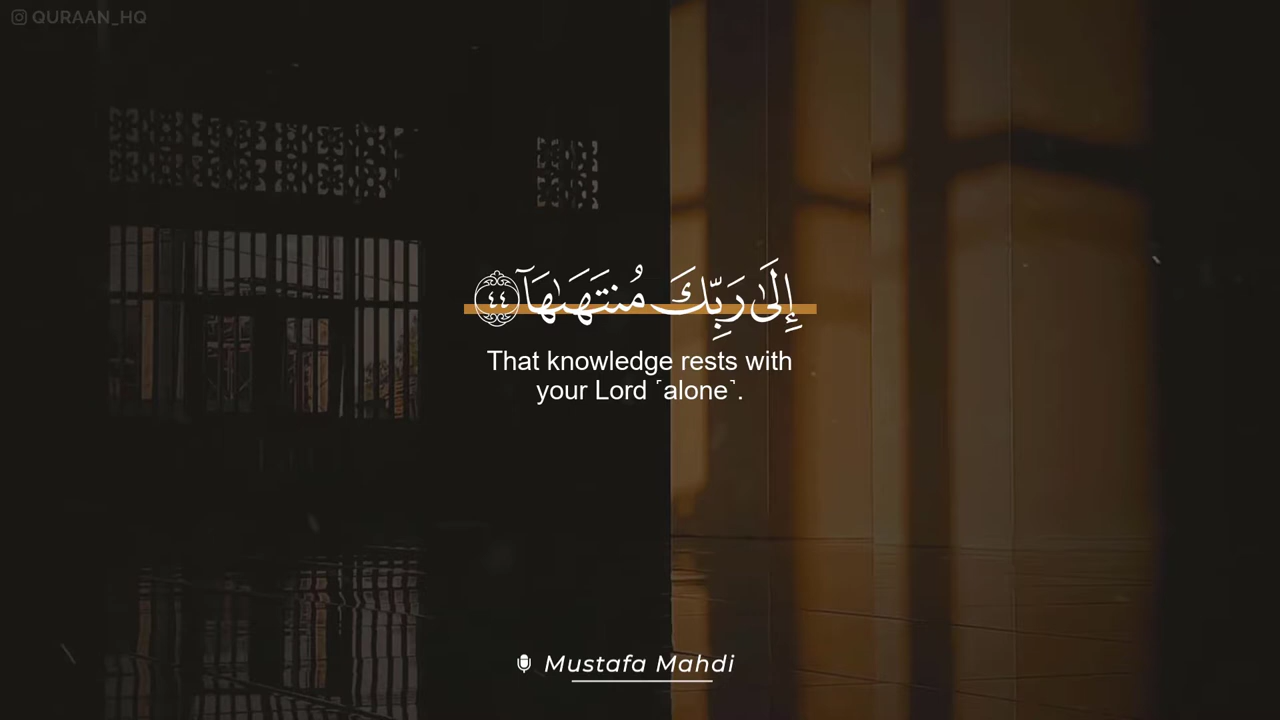 QURAAN_HQ
إِلَىٰ رَبِّكَ مُنتَهَىٰهَآ ٤٤
That knowledge rests with
your Lord ˹alone˺.
Mustafa Mahdi